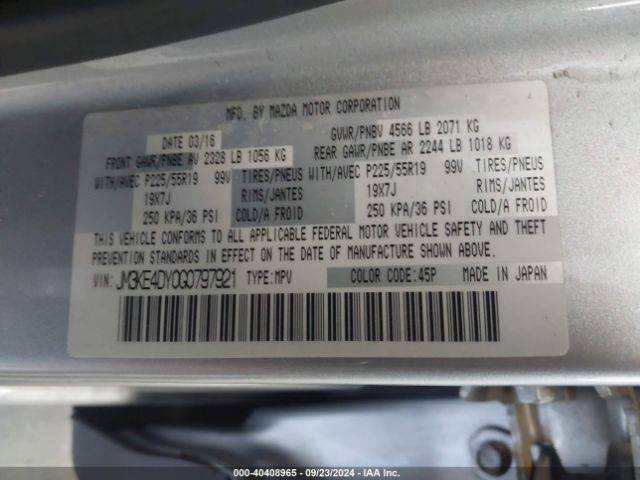 MFD. BY MAZDA MOTOR CORPORATION
DATE 03/16 GVWR/PNBV 4566 LB 2071 KG
FRONT GAWR/PNBE AV 2328 LB 1056 KG REAR GAWR/PNBE AR 2244 LB 1018 KG
WITH/AVEC P225/55R19 99V TIRES/PNEUS WITH/AVEC P225/55R19 99V TIRES/PNEUS
19X7J RIMS/JANTES 19X7J RIMS/JANTES
250 KPA/36 PSI COLD/A FROID 250 KPA/36 PSI COLD/A FROID
THIS VEHICLE CONFORMS TO ALL APPLICABLE FEDERAL MOTOR VEHICLE SAFETY AND THEFT
PREVENTION STANDARDS IN EFFECT ON THE DATE OF MANUFACTURE SHOWN ABOVE.
VIN: JM3KE4DY0G0797921 TYPE:MPV COLOR CODE:45P MADE IN JAPAN
000-40408965 - 09/23/2024 - IAA Inc.